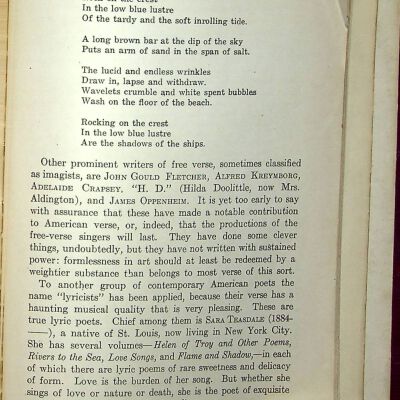 In the low blue lustre
Of the tardy and the soft inrolling tide.
A long brown bar at the dip of the sky
Puts an arm of sand in the span of salt.
The lucid and endless wrinkles
Draw in, lapse and withdraw.
Wavelets crumble and white spent bubbles
Wash on the floor of the beach.
Rocking on the crest
In the low blue lustre
Are the shadows of the ships.
Other prominent writers of free verse, sometimes classified
as imagists, are JOHN GOULD FLETCHER, ALFRED KREYMBORG,
ADELAIDE CRAPSEY, "H. D." (Hilda Doolittle, now Mrs.
Aldington), and JAMES OPPENHEIM. It is yet too early to say
with assurance that these have made a notable contribution
to American verse, or, indeed, that the productions of the
free-verse singers will last. They have done some clever
things, undoubtedly, but they have not written with sustained
power: formlessness in art should at least be redeemed by a
weightier substance than belongs to most verse of this sort.
To another group of contemporary American poets the
name "lyricists" has been applied, because their verse has a
haunting musical quality that is very pleasing. These are
true lyric poets. Chief among them is SARA TEASDALE (1884-
——), a native of St. Louis, now living in New York City.
She has several volumes—Helen of Troy and Other Poems,
Rivers to the Sea, Love Songs, and Flame and Shadow,—in each
of which there are lyric poems of rare sweetness and delicacy
of form. Love is the burden of her song. But whether she
sings of love or nature or death, she is the poet of exquisite